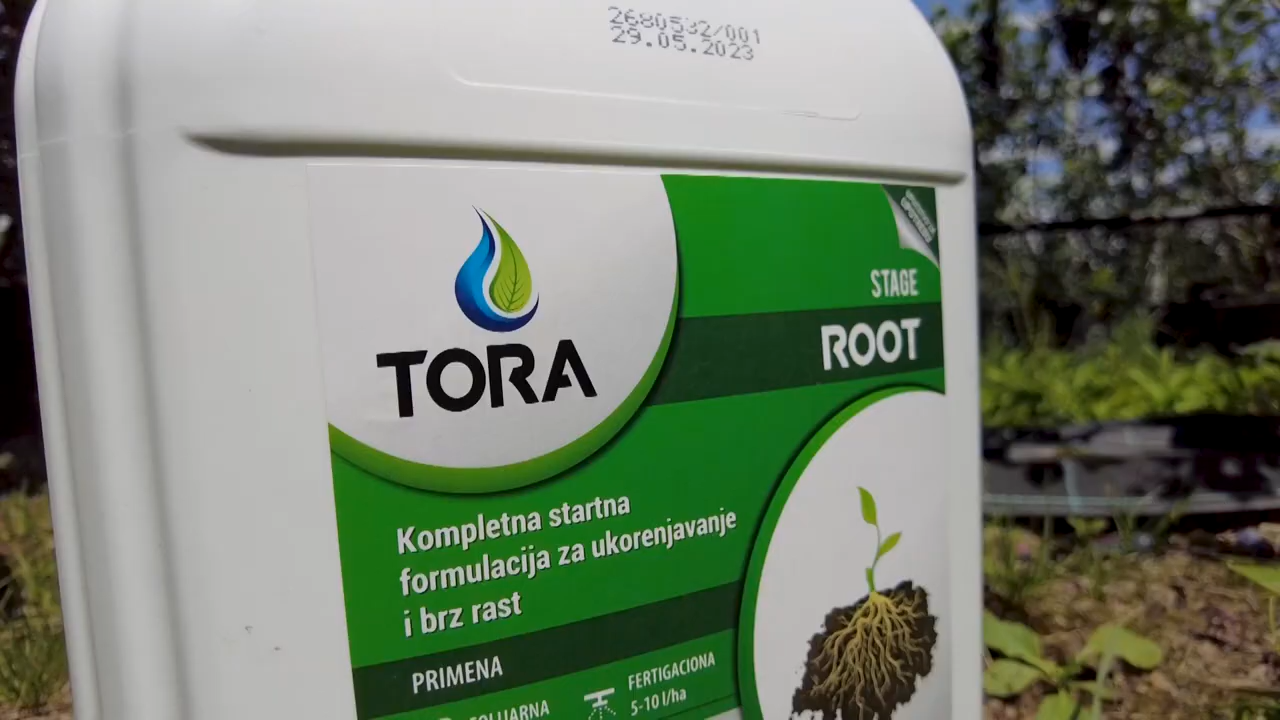 2680532/001
29.05.2023
STAGE
ROOT
TORA
Kompletna startna
formulacija za ukorenjavanje
i brz rast
PRIMENA
FOLIJARNA
FERTIGACIONA
5-10 l/ha